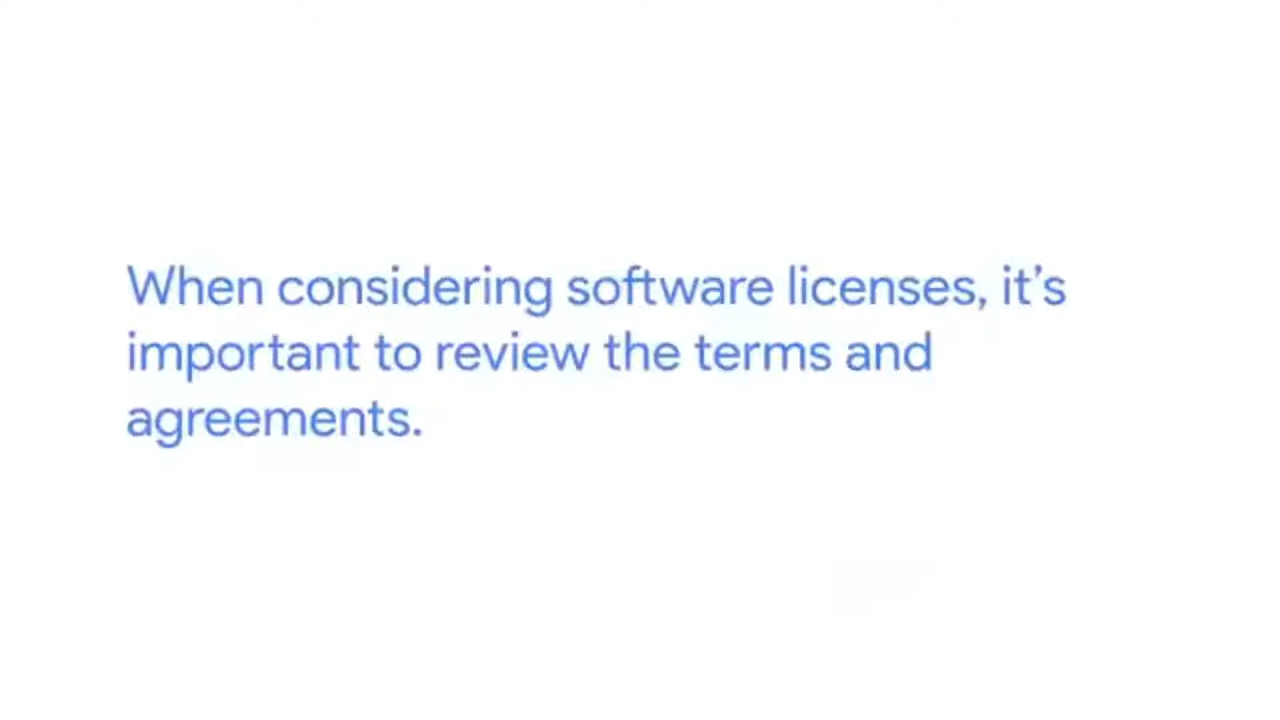 When considering software licenses, it’s
important to review the terms and
agreements.